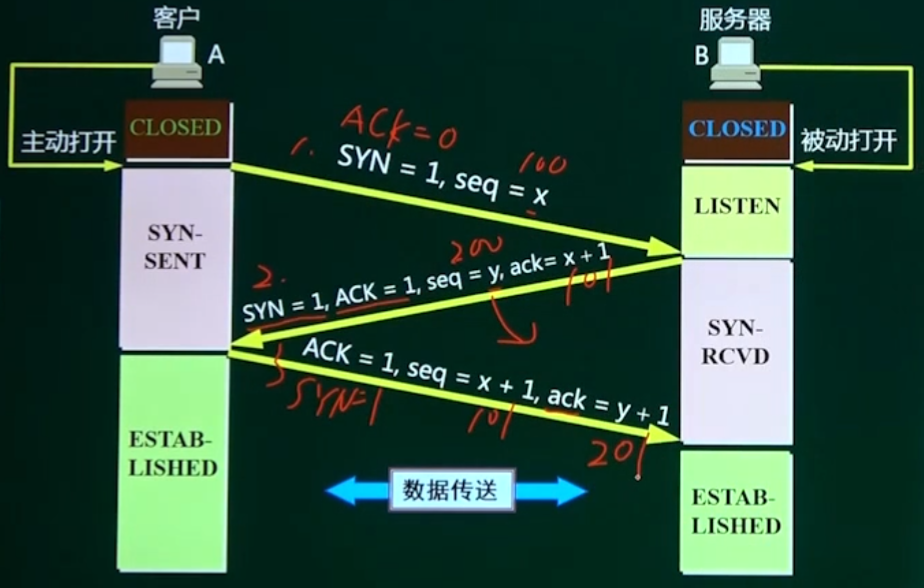 客户
服务器
A
B
CLOSED
CLOSED
主动打开
被动打开
ACK=0
1.
100
SYN = 1, seq = x
LISTEN
SYN-
SENT
200
2.
SYN = 1, ACK = 1, seq = y, ack= x + 1
101
SYN-
RCVD
3
ACK = 1, seq = x + 1, ack = y + 1
SYN=1
101
201
ESTAB-
LISHED
数据传送
ESTAB-
LISHED